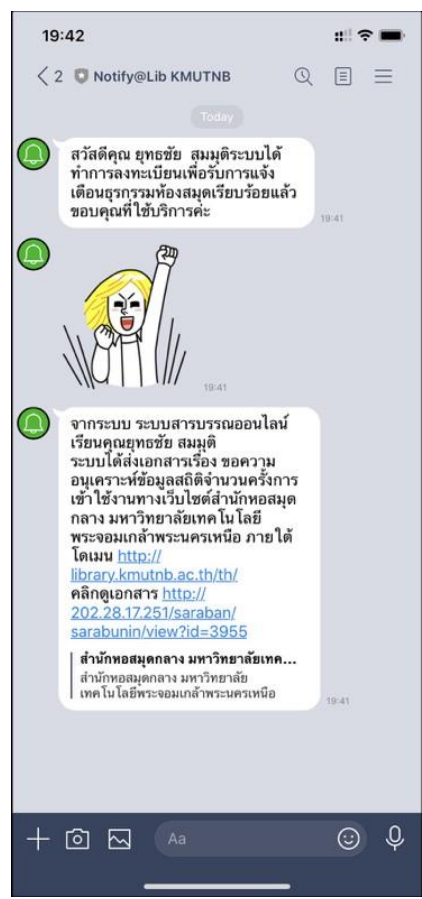 19:42
2 Notify@Lib KMUTNB
Today
สวัสดีคุณ ยุทธชัย สมมุติระบบได้
ทำการลงทะเบียนเพื่อรับการแจ้ง
เตือนธุรกรรมห้องสมุดเรียบร้อยแล้ว
ขอบคุณที่ใช้บริการค่ะ
19:41
19:41
จากระบบ ระบบสารบรรณออนไลน์
เรียนคุณยุทธชัย สมมุติ
ระบบได้ส่งเอกสารเรื่อง ขอความ
อนุเคราะห์ข้อมูลสถิติจำนวนครั้งการ
เข้าใช้งานทางเว็บไซต์สำนักหอสมุด
กลาง มหาวิทยาลัยเทคโนโลยี
พระจอมเกล้าพระนครเหนือ ภายใต้
โดเมน http://
library.kmutnb.ac.th/th/
คลิกดูเอกสาร http://
202.28.17.251/saraban/
sarabunin/view?id=3955
สำนักหอสมุดกลาง มหาวิทยาลัยเทค...
สำนักหอสมุดกลาง มหาวิทยาลัย
เทคโนโลยีพระจอมเกล้าพระนครเหนือ
19:41
Aa